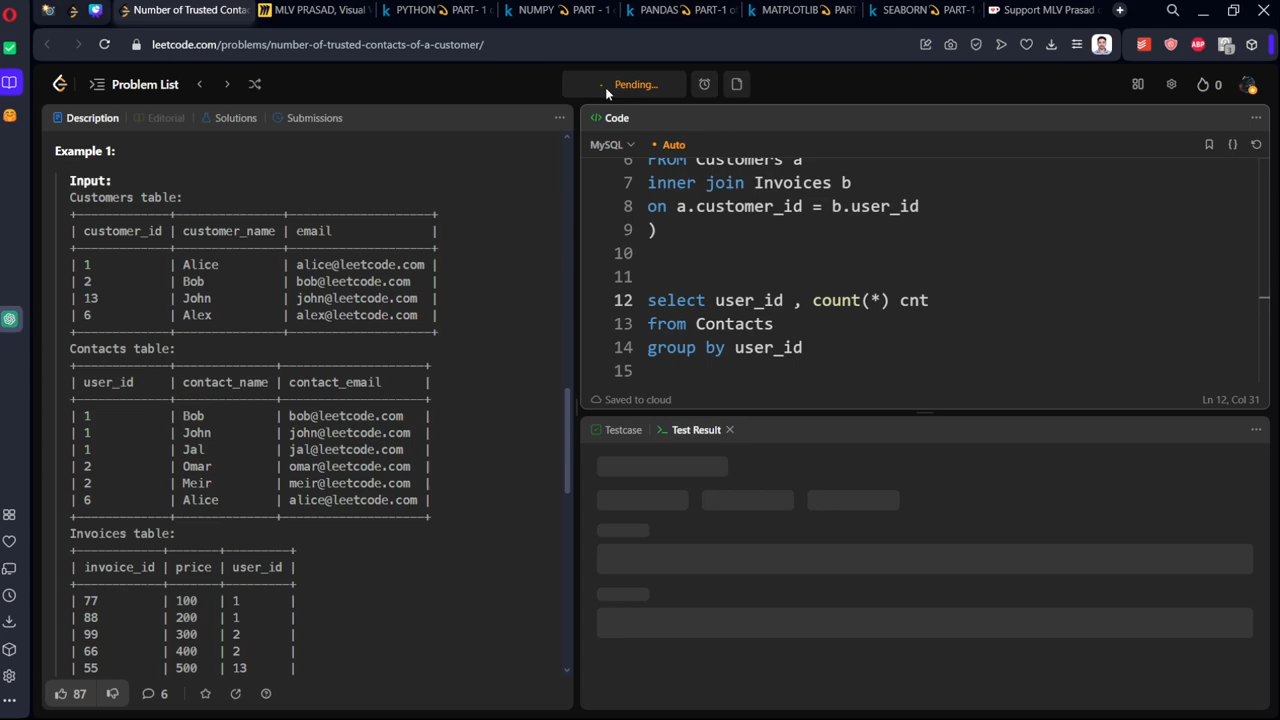 Number of Trusted Conta
MLV PRASAD, Visual
PYTHON PART- 1
NUMPY PART - 1
PANDAS PART-1 o
MATPLOTLIB PART
SEABORN PART-1
Support MLV Prasad
leetcode.com/problems/number-of-trusted-contacts-of-a-customer/
Problem List
Pending...
0
Description
Editorial
Solutions
Submissions
Example 1:
Input:
Customers table:
+-------------+---------------+--------------------+
| customer_id | customer_name | email              |
+-------------+---------------+--------------------+
| 1           | Alice         | alice@leetcode.com |
| 2           | Bob           | bob@leetcode.com   |
| 13          | John          | john@leetcode.com  |
| 6           | Alex          | alex@leetcode.com  |
+-------------+---------------+--------------------+
Contacts table:
+-------------+--------------+--------------------+
| user_id     | contact_name | contact_email      |
+-------------+--------------+--------------------+
| 1           | Bob          | bob@leetcode.com   |
| 1           | John         | john@leetcode.com  |
| 1           | Jal          | jal@leetcode.com   |
| 2           | Omar         | omar@leetcode.com  |
| 2           | Meir         | meir@leetcode.com  |
| 6           | Alice        | alice@leetcode.com |
+-------------+--------------+--------------------+
Invoices table:
+------------+-------+---------+
| invoice_id | price | user_id |
+------------+-------+---------+
| 77         | 100   | 1       |
| 88         | 200   | 1       |
| 99         | 300   | 2       |
| 66         | 400   | 2       |
| 55         | 500   | 13      |
87
6
</> Code
MySQL
Auto
6 FROM Customers a
7 inner join Invoices b
8 on a.customer_id = b.user_id
9 )
10
11
12 select user_id , count(*) cnt
13 from Contacts
14 group by user_id
15
Saved to cloud
Ln 12, Col 31
Testcase
Test Result